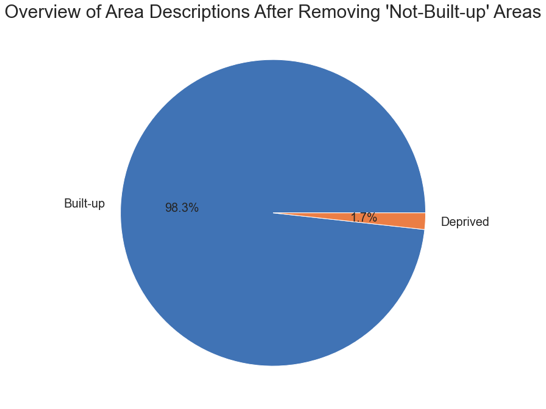 Overview of Area Descriptions After Removing 'Not-Built-up' Areas
Built-up
98.3%
1.7%
Deprived